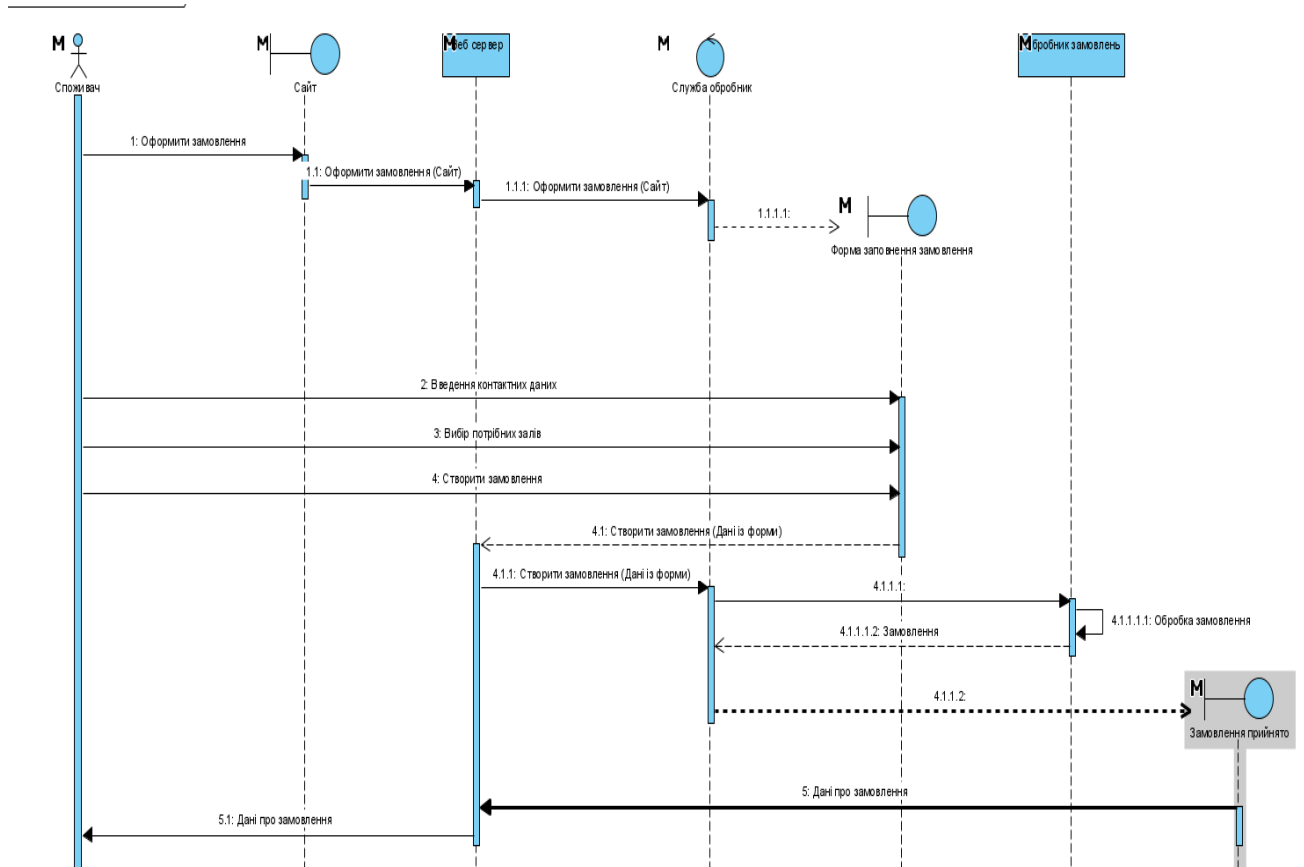 M
Споживач
M
Сайт
M еб сервер
M
Служба обробник
M бробник замовлень
1: Оформити замовлення
1.1: Оформити замовлення (Сайт)
1.1.1: Оформити замовлення (Сайт)
1.1.1.1:
M
Форма заповнення замовлення
2: Введення контактних даних
3: Вибір потрібних залів
4: Створити замовлення
4.1: Створити замовлення (Дані із форми)
4.1.1: Створити замовлення (Дані із форми)
4.1.1.1:
4.1.1.1.1: Обробка замовлення
4.1.1.1.2: Замовлення
4.1.1.2:
M
Замовлення прийнято
5: Дані про замовлення
5.1: Дані про замовлення